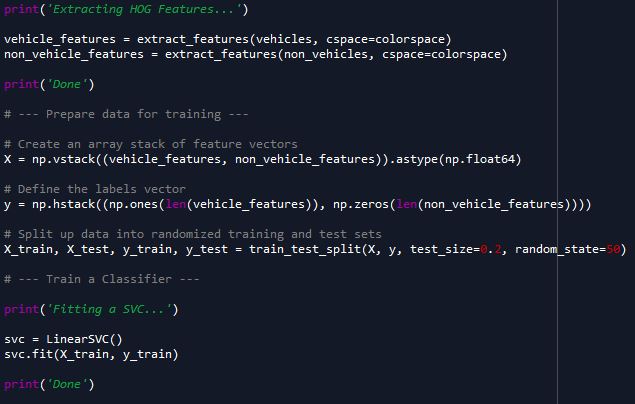 print('Extracting HOG Features...')
vehicle_features = extract_features(vehicles, cspace=colorspace)
non_vehicle_features = extract_features(non_vehicles, cspace=colorspace)
print('Done')
# --- Prepare data for training ---
# Create an array stack of feature vectors
X = np.vstack((vehicle_features, non_vehicle_features)).astype(np.float64)
# Define the labels vector
y = np.hstack((np.ones(len(vehicle_features)), np.zeros(len(non_vehicle_features))))
# Split up data into randomized training and test sets
X_train, X_test, y_train, y_test = train_test_split(X, y, test_size=0.2, random_state=50)
# --- Train a Classifier ---
print('Fitting a SVC...')
svc = LinearSVC()
svc.fit(X_train, y_train)
print('Done')